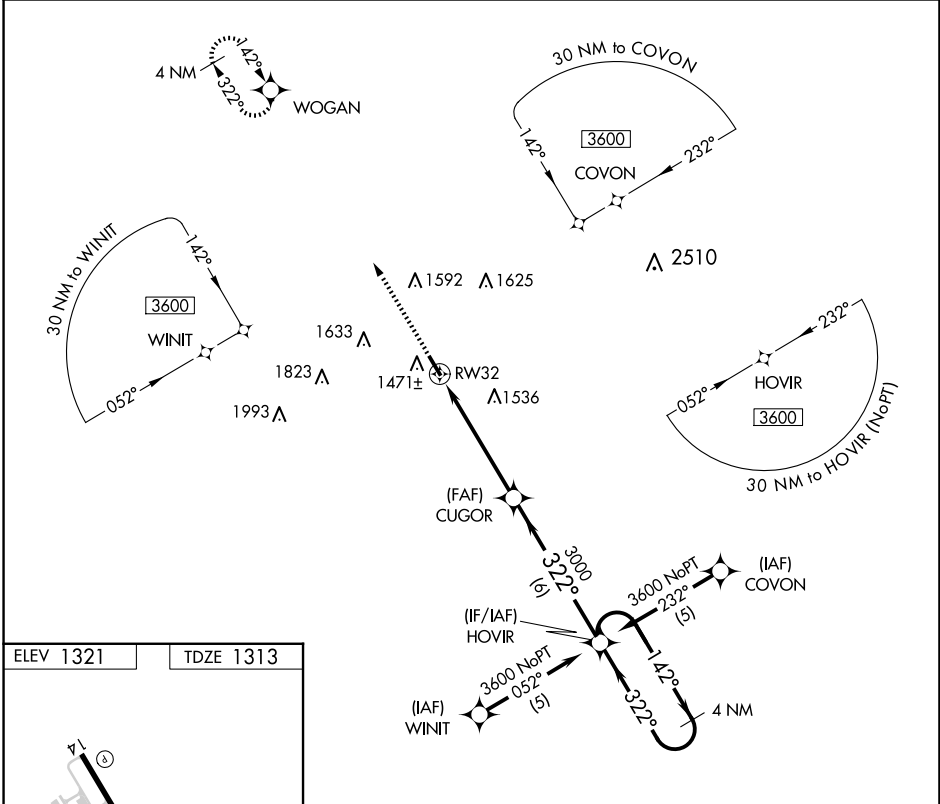 4 NM
142°
322°
WOGAN
30 NM to COVON
142°
3600
232°
COVON
30 NM to WINIT
142°
3600
WINIT
052°
2510
1592
1625
1633
1823
1471±
RW32
1993
1536
232°
HOVIR
052°
3600
30 NM to HOVIR (NoPT)
(FAF)
CUGOR
3000
322°
(6)
3600 NoPT
232°
(5)
(IAF)
COVON
(IF/IAF)
HOVIR
3600 NoPT
052°
(5)
142°
322°
4 NM
(IAF)
WINIT
ELEV 1321
TDZE 1313
14
P